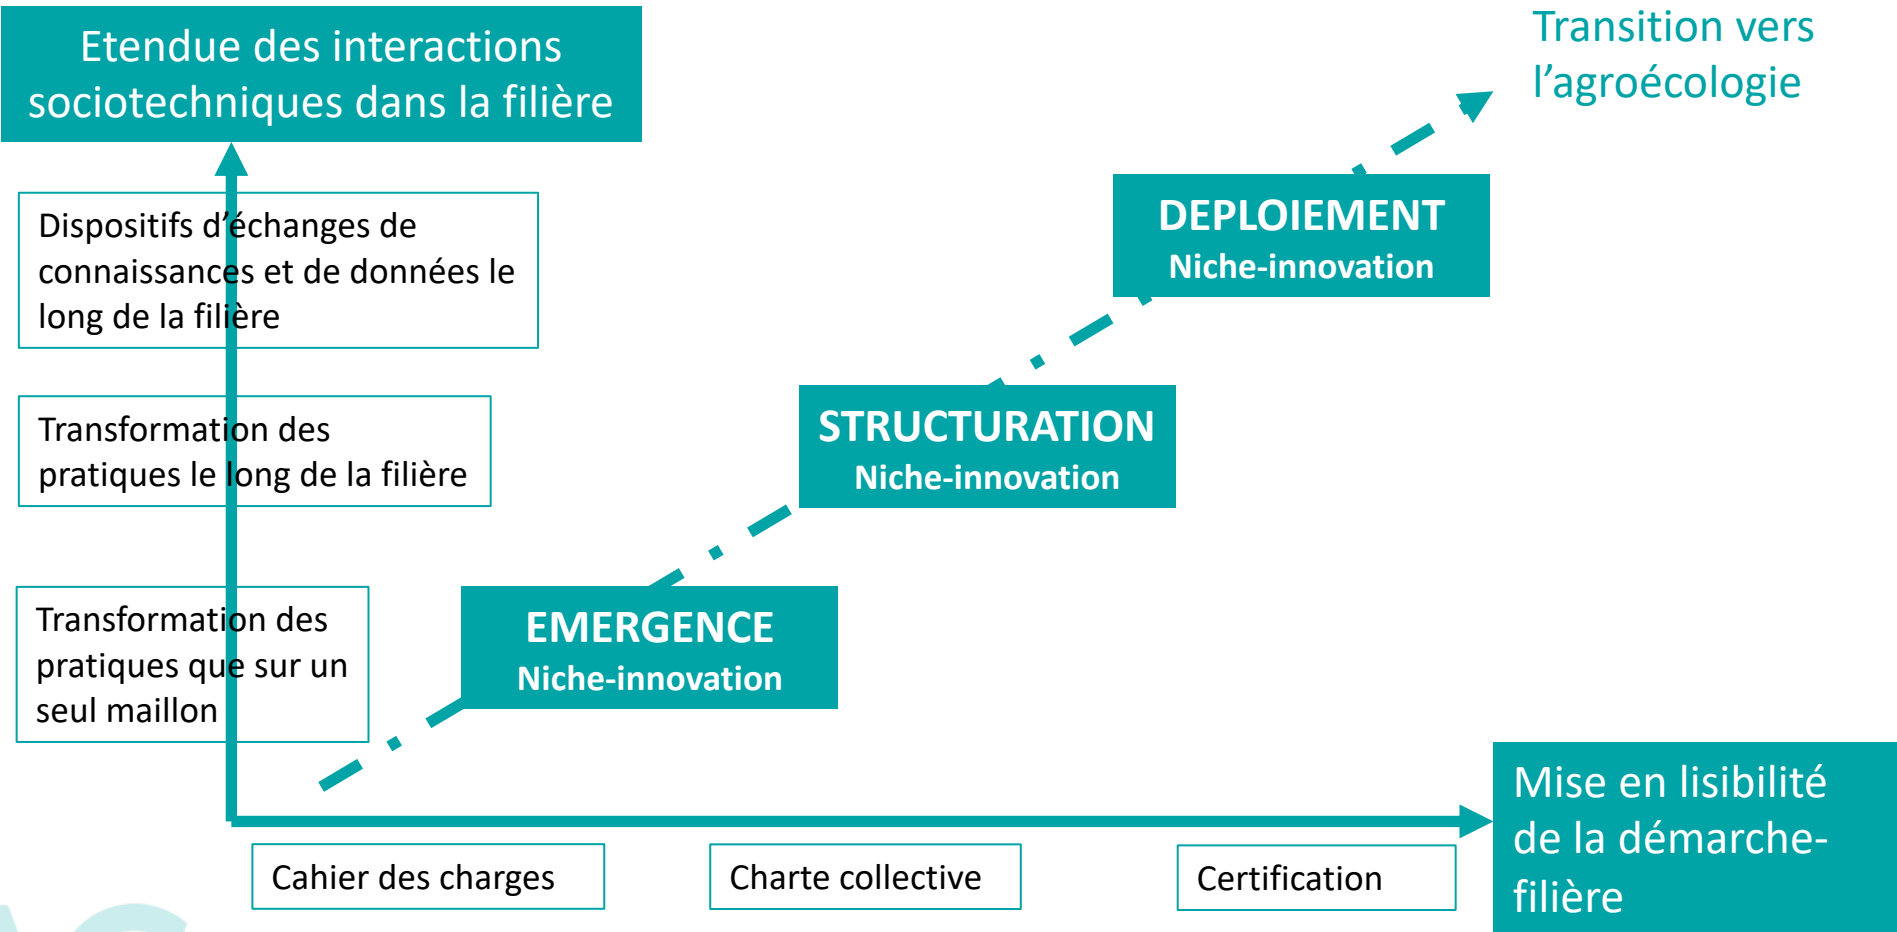 Etendue des interactions
sociotechniques dans la filière
Transition vers
l’agroécologie
Dispositifs d’échanges de
connaissances et de données le
long de la filière
DEPLOIEMENT
Niche-innovation
Transformation des
pratiques le long de la filière
STRUCTURATION
Niche-innovation
Transformation des
pratiques que sur un
seul maillon
EMERGENCE
Niche-innovation
Mise en lisibilité
de la démarche-
filière
Cahier des charges
Charte collective
Certification